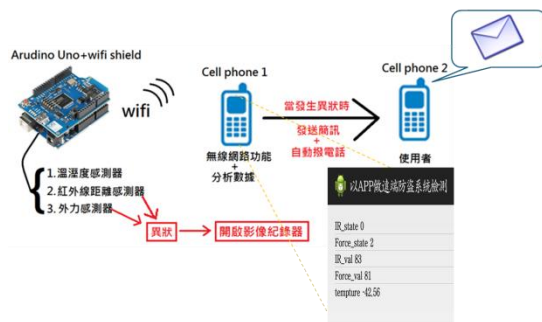 Arudino Uno+wifi shield
wifi
1.溫溼度感測器
2.紅外線距離感測器
3. 外力感測器
異狀
開啟影像紀錄器
Cell phone 1
無線網路功能
+
分析數據
當發生異狀時
發送簡訊
+
自動撥電話
Cell phone 2
使用者
以APP做遠端防盜系統檢測
IR_state 0
Force_state 2
IR_val 83
Force_val 81
tempture -42.56